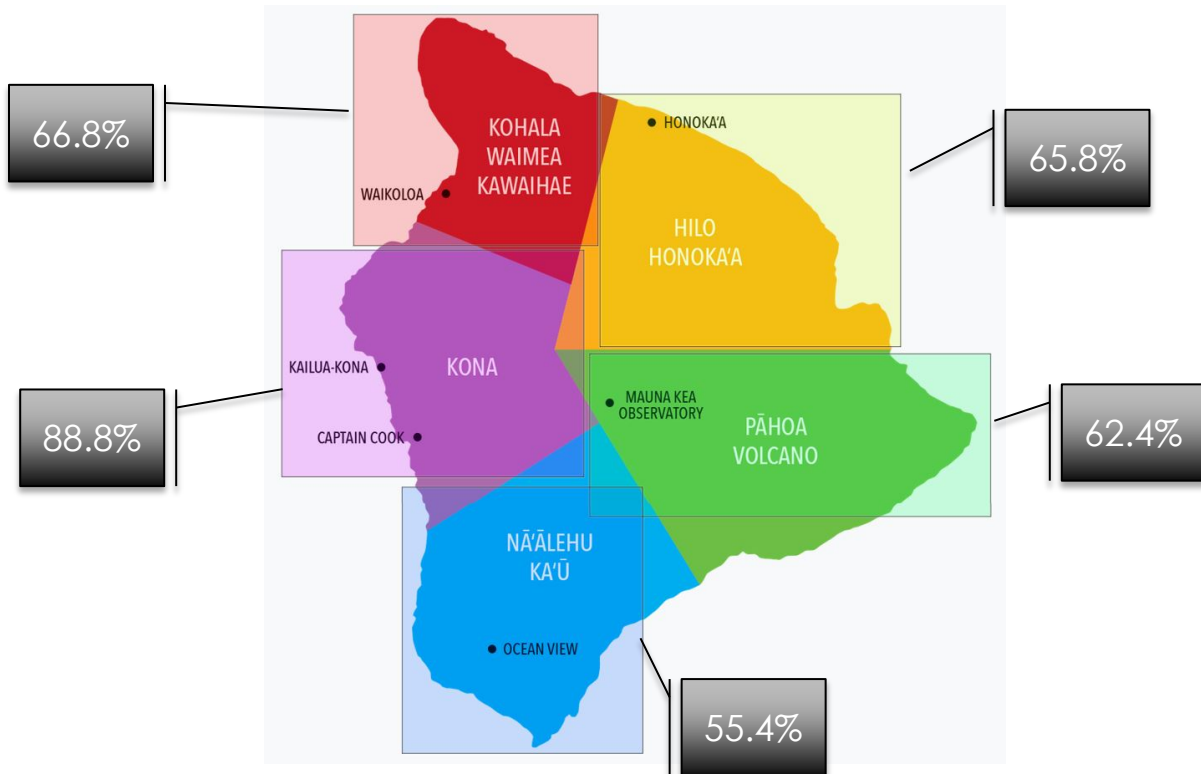 66.8%
KOHALA
WAIMEA
KAWAIHAE
WAIKOLOA
HONOKA‘A
65.8%
HILO
HONOKA‘A
KAILUA-KONA
KONA
CAPTAIN COOK
88.8%
MAUNA KEA
OBSERVATORY
PĀHOA
VOLCANO
62.4%
NĀ‘ĀLEHU
KA‘Ū
OCEAN VIEW
55.4%